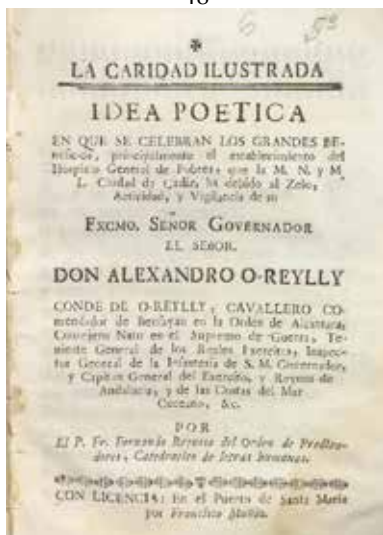 5º
LA CARIDAD ILUSTRADA
IDEA POETICA
EN QUE SE CELEBRAN LOS GRANDES BE-
neficios, principalmente el establecimiento del
Hospicio General de Pobres, que la M. N. y M.
L. Ciudad de Cadiz, ha debido al Zelo,
Actividad, y Vigilancia de su
EXCMO. SEÑOR GOVERNADOR
EL SEÑOR.
DON ALEXANDRO O-REYLLY
CONDE DE O-REYLLY, CAVALLERO CO-
mendador de Benfayan en la Orden de Alcantara,
Consejero Nato en el Supremo de Guerra, Te-
niente General de los Reales Exercitos, Inspec-
tor General de la Infantería de S. M. Governador,
y Capitan General del Exercito, y Reynos de
Andalucia, y de las Costas del Mar
Occeano, &c.
POR
El P. Fr. Fernando del Orden de Predica-
dores, Catedratico de letras humanas.
CON LICENCIA: En el Puerto de Santa Maria
por Francisco Muñoz.